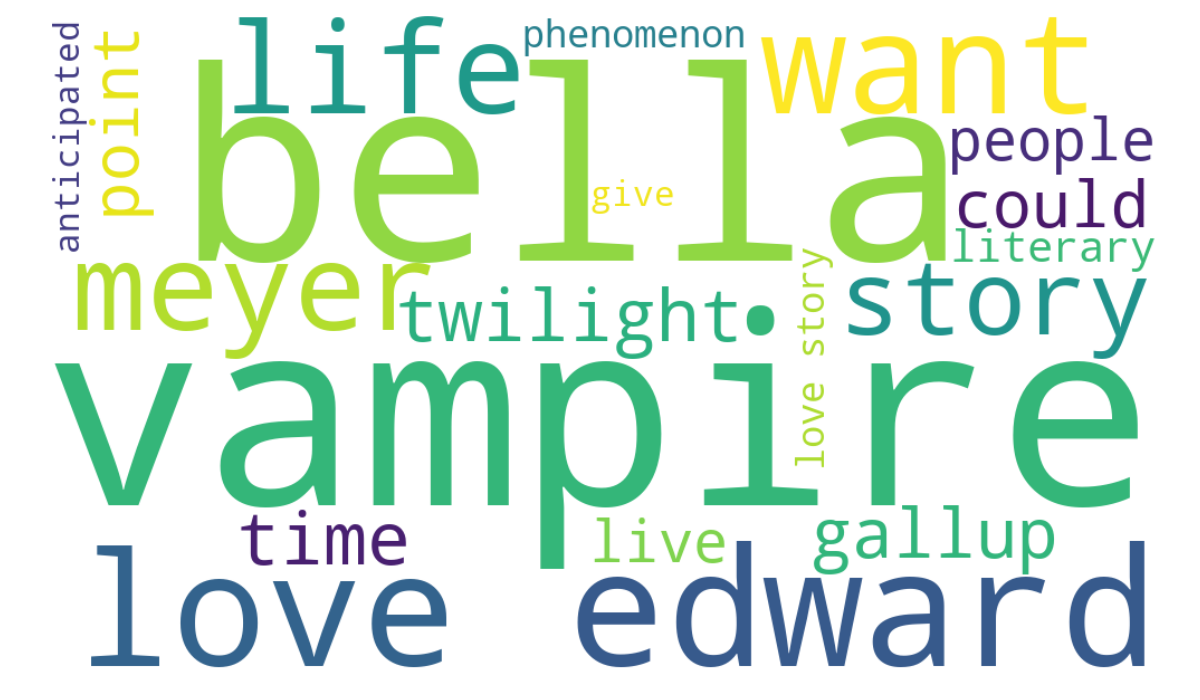 anticipated
point
life
phenomenon
want
bella
people
give
could
literary
meyer
twilight
love story
story
vampire
time
live
gallup
love
edward